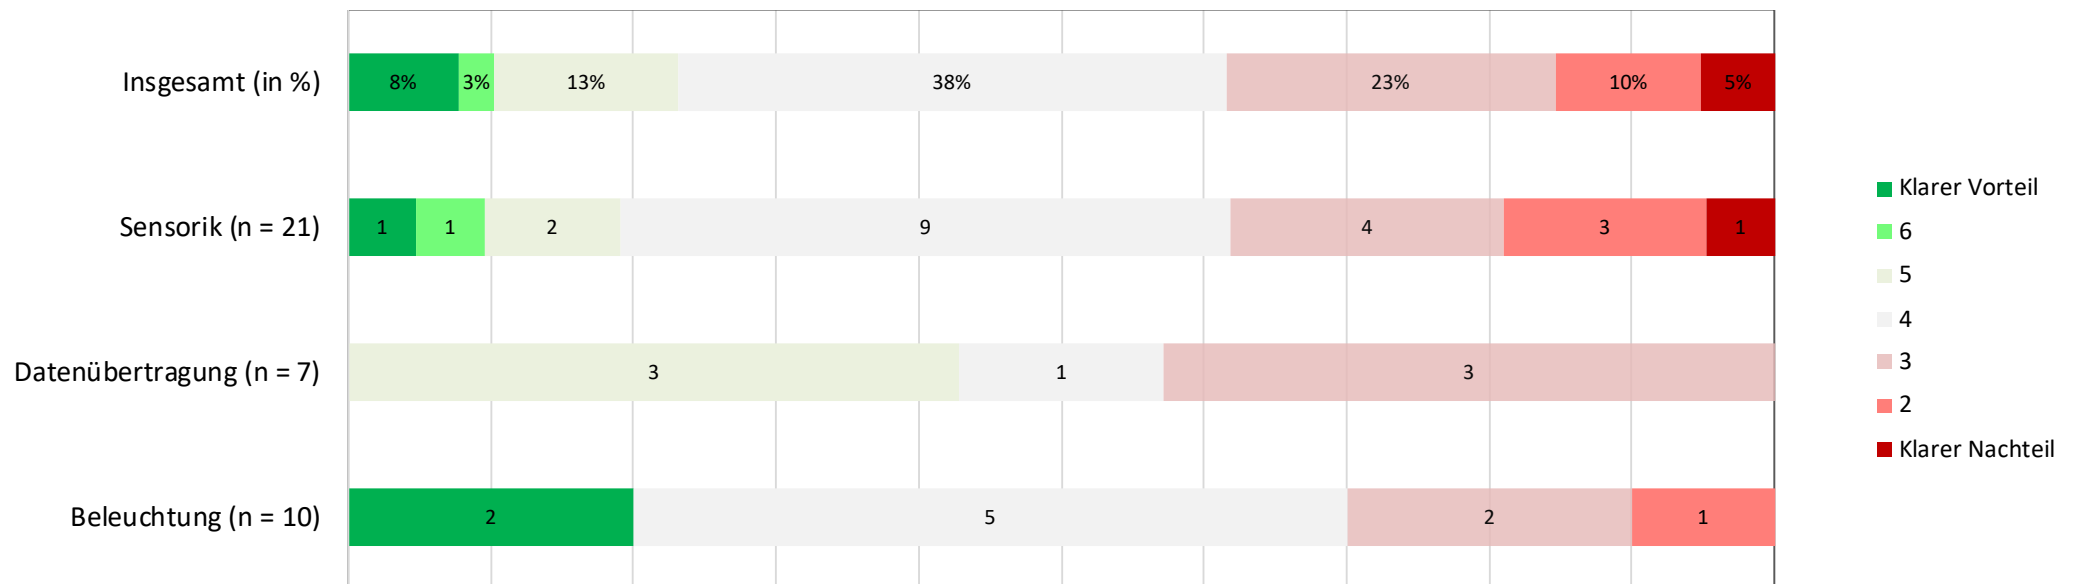 Insgesamt (in %) 8% 3% 13% 38% 23% 10% 5%
Sensorik (n = 21) 1 1 2 9 4 3 1
Datenübertragung (n = 7) 3 1 3
Beleuchtung (n = 10) 2 5 2 1
Klarer Vorteil
6
5
4
3
2
Klarer Nachteil